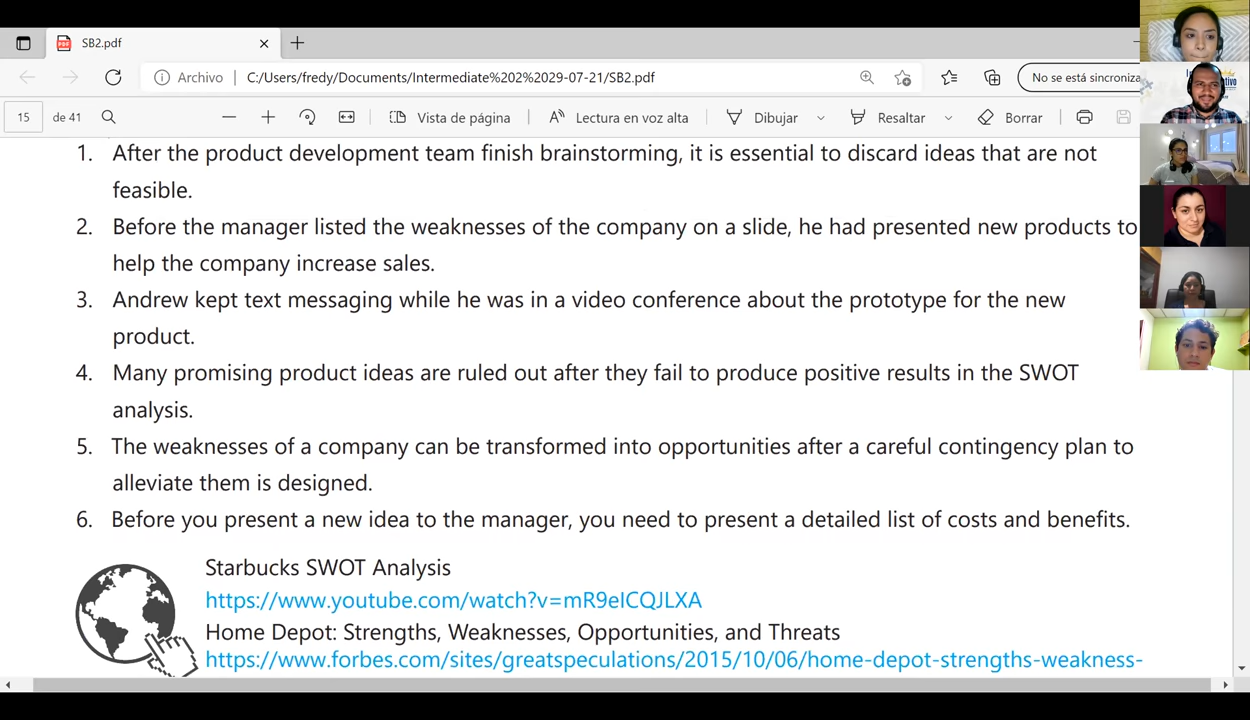 SB2.pdf
Archivo
C:/Users/fredy/Documents/Intermediate%202%2029-07-21/SB2.pdf
No se está sincroniza
15 de 41
Vista de página
Lectura en voz alta
Dibujar
Resaltar
Borrar
1. After the product development team finish brainstorming, it is essential to discard ideas that are not
feasible.
2. Before the manager listed the weaknesses of the company on a slide, he had presented new products to
help the company increase sales.
3. Andrew kept text messaging while he was in a video conference about the prototype for the new
product.
4. Many promising product ideas are ruled out after they fail to produce positive results in the SWOT
analysis.
5. The weaknesses of a company can be transformed into opportunities after a careful contingency plan to
alleviate them is designed.
6. Before you present a new idea to the manager, you need to present a detailed list of costs and benefits.
Starbucks SWOT Analysis
https://www.youtube.com/watch?v=mR9eICQJLXA
Home Depot: Strengths, Weaknesses, Opportunities, and Threats
https://www.forbes.com/sites/greatspeculations/2015/10/06/home-depot-strengths-weakness-